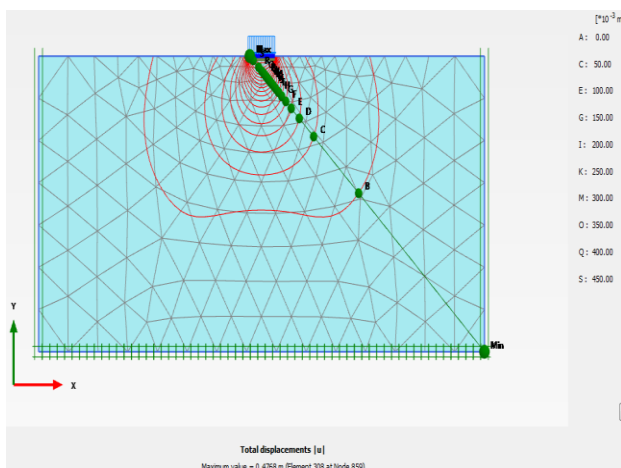 [*10⁻³ m
A: 0.00
C: 50.00
E: 100.00
G: 150.00
I: 200.00
K: 250.00
M: 300.00
O: 350.00
Q: 400.00
S: 450.00
F
E
D
C
B
Min
Y
X
Total displacements |u|
Maximum value = 0.4768 m (Element 308 at Node 859)